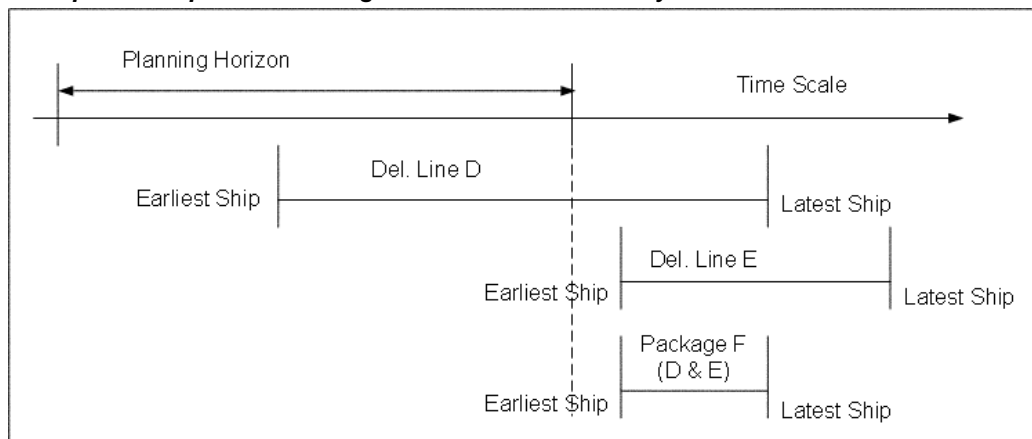 Planning Horizon
Time Scale
Del. Line D
Earliest Ship
Latest Ship
Del. Line E
Earliest Ship
Latest Ship
Package F
(D & E)
Earliest Ship
Latest Ship